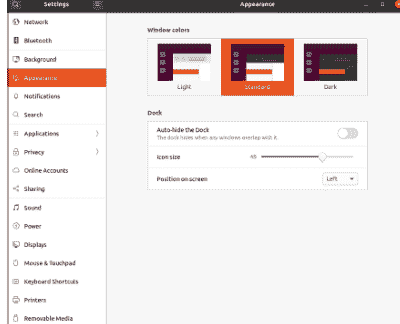 Settings
Appearance
Network
Bluetooth
Background
Appearance
Notifications
Search
Applications
Privacy
Online Accounts
Sharing
Sound
Power
Displays
Mouse & Touchpad
Keyboard Shortcuts
Printers
Removable Media
Window colors
Light
Standard
Dark
Dock
Auto-hide the Dock
The dock hides when any windows overlap with it.
Icon size
Position on screen
Left